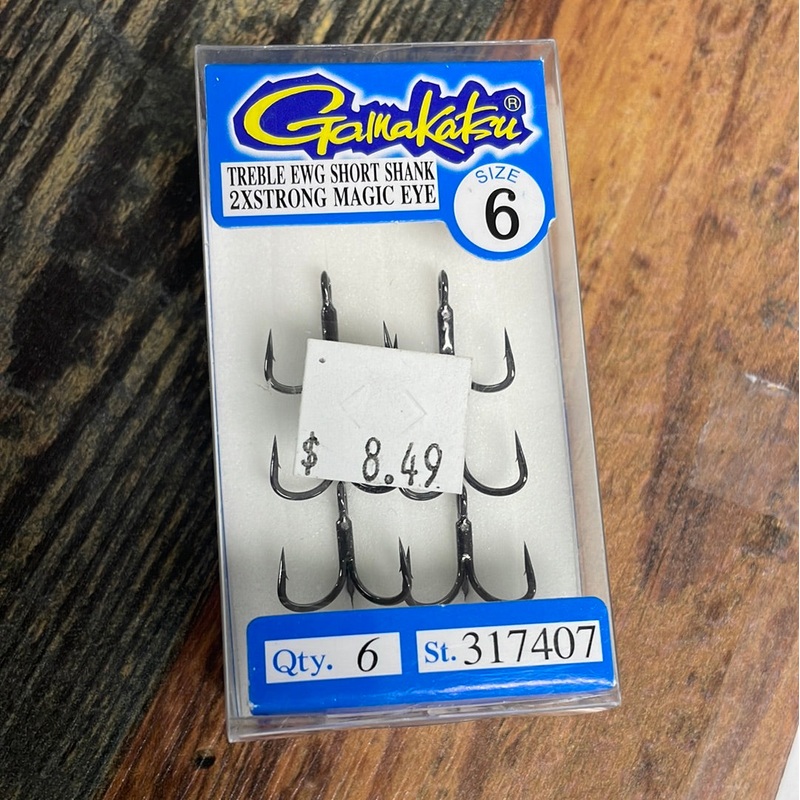 Gamakatsu®
TREBLE EWG SHORT SHANK
2XSTRONG MAGIC EYE
SIZE
6
$ 8.49
Qty. 6
St. 317407